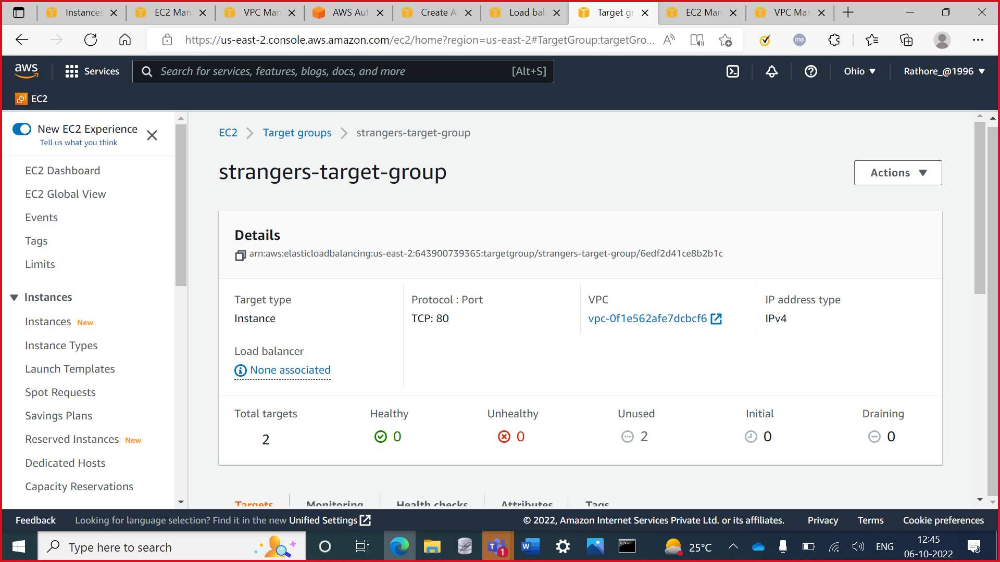 Instances
EC2 Man
VPC Man
AWS Aut
Create A
Load bal
Target gr
EC2 Man
VPC Man
https://us-east-2.console.aws.amazon.com/ec2/home?region=us-east-2#TargetGroup:targetGro...
me
aws
Services
Search for services, features, blogs, docs, and more
[Alt+S]
Ohio
Rathore_@1996
EC2
New EC2 Experience
Tell us what you think
EC2 Dashboard
EC2 Global View
Events
Tags
Limits
Instances
Instances New
Instance Types
Launch Templates
Spot Requests
Savings Plans
Reserved Instances New
Dedicated Hosts
Capacity Reservations
EC2
Target groups
strangers-target-group
strangers-target-group
Actions
Details
arn:aws:elasticloadbalancing:us-east-2:643900739365:targetgroup/strangers-target-group/6edf2d41ce8b2b1c
Target type
Instance
Protocol : Port
TCP: 80
VPC
vpc-0f1e562afe7dcbcf6
IP address type
IPv4
Load balancer
None associated
Total targets
2
Healthy
0
Unhealthy
0
Unused
2
Initial
0
Draining
0
Targets
Monitoring
Health checks
Attributes
Tags
Feedback
Looking for language selection? Find it in the new Unified Settings
© 2022, Amazon Internet Services Private Ltd. or its affiliates.
Privacy
Terms
Cookie preferences
Type here to search
1
25°C
ENG
12:45
06-10-2022